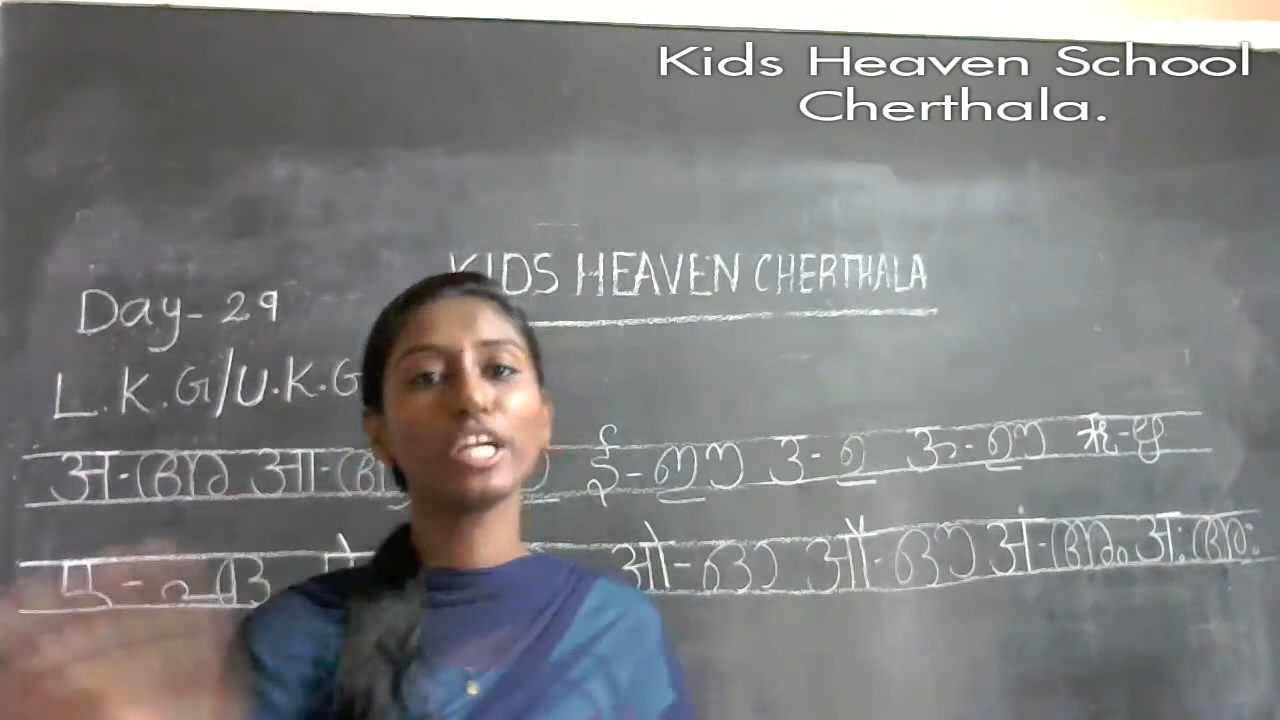 Kids Heaven School
Cherthala.
KIDS HEAVEN CHERTHALA
Day-29
L.K.G/U.K.G
अ-അ आ- ई-ഈ उ-ഉ ऊ-ഊ ऋ-ഋ
ए-ഏ ओ-ഓ औ-ഔ अं-അം अः അഃ